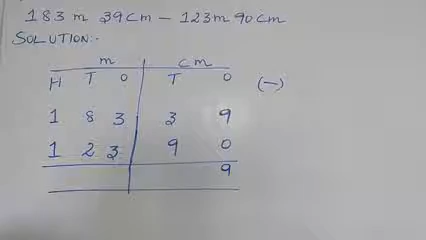 183 m 39 cm - 123 m 90 cm
SOLUTION:-
m cm
H T O T O (-)
1 8 3 3 9
1 2 3 9 0
9